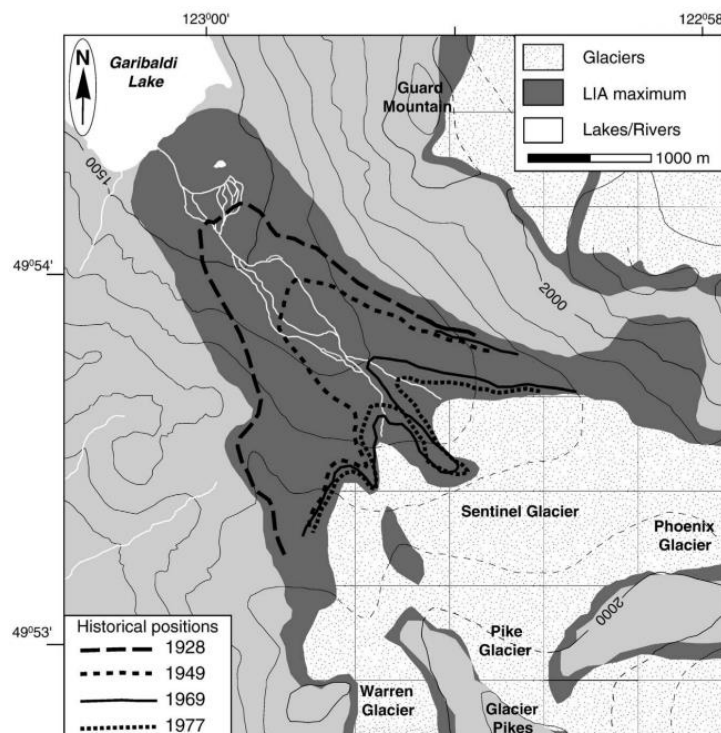 123°00'
122°58'
N
Garibaldi
Lake
Guard
Mountain
Glaciers
LIA maximum
Lakes/Rivers
1000 m
1500
49°54'
2000
Sentinel Glacier
Phoenix
Glacier
2000
49°53'
Pike
Glacier
Warren
Glacier
Glacier
Pikes
Historical positions
1928
1949
1969
1977